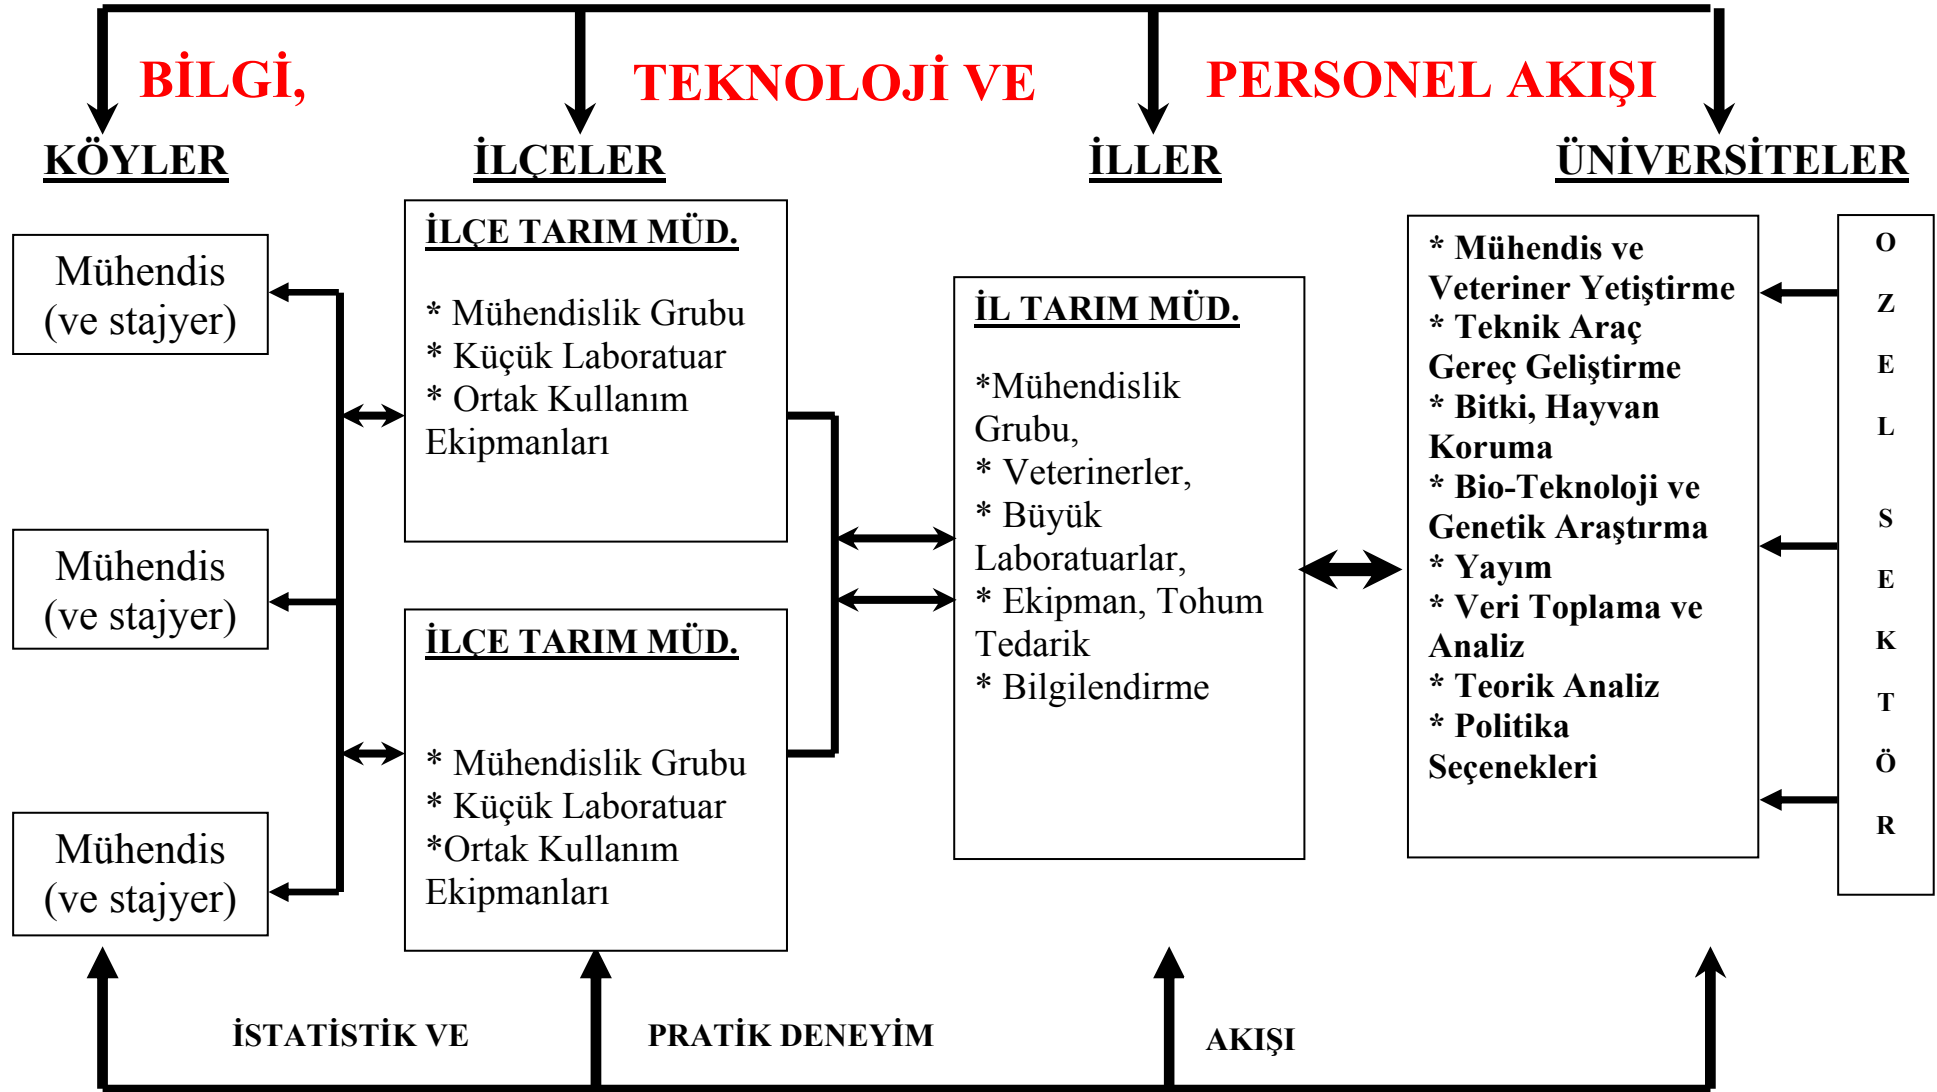 BİLGİ, TEKNOLOJİ VE PERSONEL AKIŞI
KÖYLER
İLÇELER
İLLER
ÜNİVERSİTELER
Mühendis
(ve stajyer)
Mühendis
(ve stajyer)
Mühendis
(ve stajyer)
İLÇE TARIM MÜD.
* Mühendislik Grubu
* Küçük Laboratuar
* Ortak Kullanım
Ekipmanları
İLÇE TARIM MÜD.
* Mühendislik Grubu
* Küçük Laboratuar
*Ortak Kullanım
Ekipmanları
İL TARIM MÜD.
*Mühendislik
Grubu,
* Veterinerler,
* Büyük
Laboratuarlar,
* Ekipman, Tohum
Tedarik
* Bilgilendirme
* Mühendis ve
Veteriner Yetiştirme
* Teknik Araç
Gereç Geliştirme
* Bitki, Hayvan
Koruma
* Bio-Teknoloji ve
Genetik Araştırma
* Yayım
* Veri Toplama ve
Analiz
* Teorik Analiz
* Politika
Seçenekleri
O
Z
E
L
S
E
K
T
Ö
R
İSTATİSTİK VE PRATİK DENEYİM AKIŞI